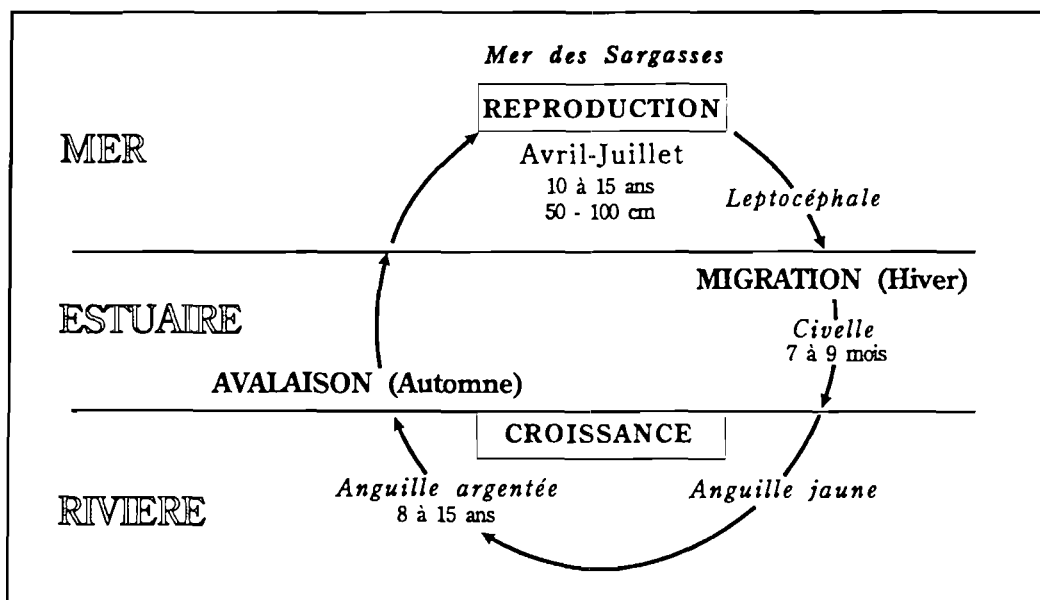 Mer des Sargasses
REPRODUCTION
MER
Avril-Juillet
10 à 15 ans
50 - 100 cm
Leptocéphale
MIGRATION (Hiver)
ESTUAIRE
Civelle
7 à 9 mois
AVALAISON (Automne)
CROISSANCE
Anguille argentée
8 à 15 ans
Anguille jaune
RIVIERE